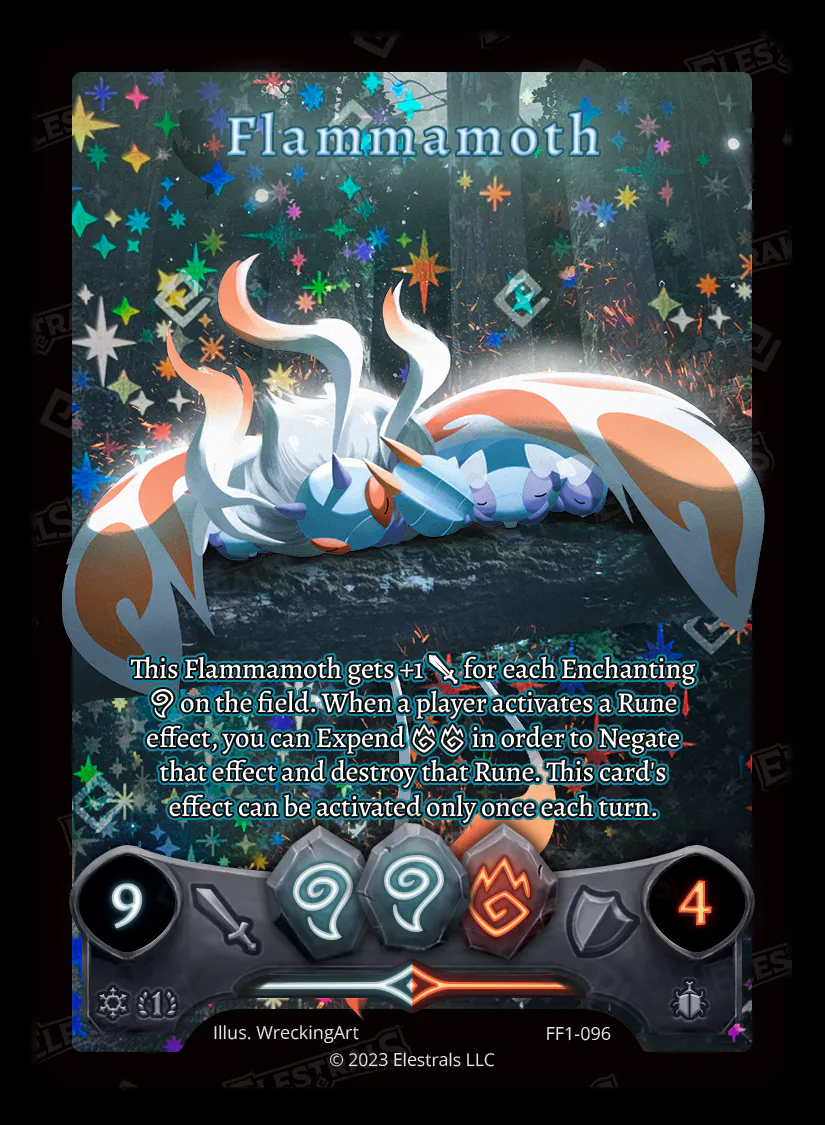 Flammamoth
This Flammamoth gets +1 for each Enchanting
on the field. When a player activates a Rune
effect, you can Expend in order to Negate
that effect and destroy that Rune. This card's
effect can be activated only once each turn.
9
4
1
Illus. WreckingArt
FF1-096
© 2023 Elestrals LLC